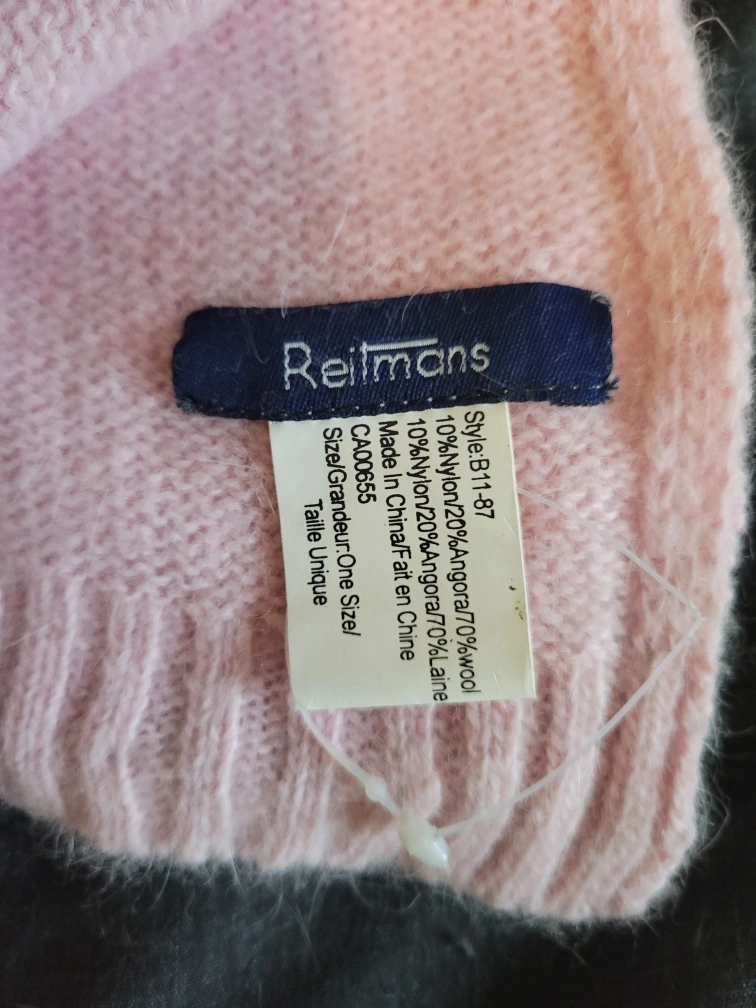 Reitmans
Style:B11-87
10%Nylon/20%Angora/70%wool
10%Nylon/20%Angora/70%Laine
Made In China/Fait en Chine
CA00655
Size/Grandeur:One Size/
Taille Unique